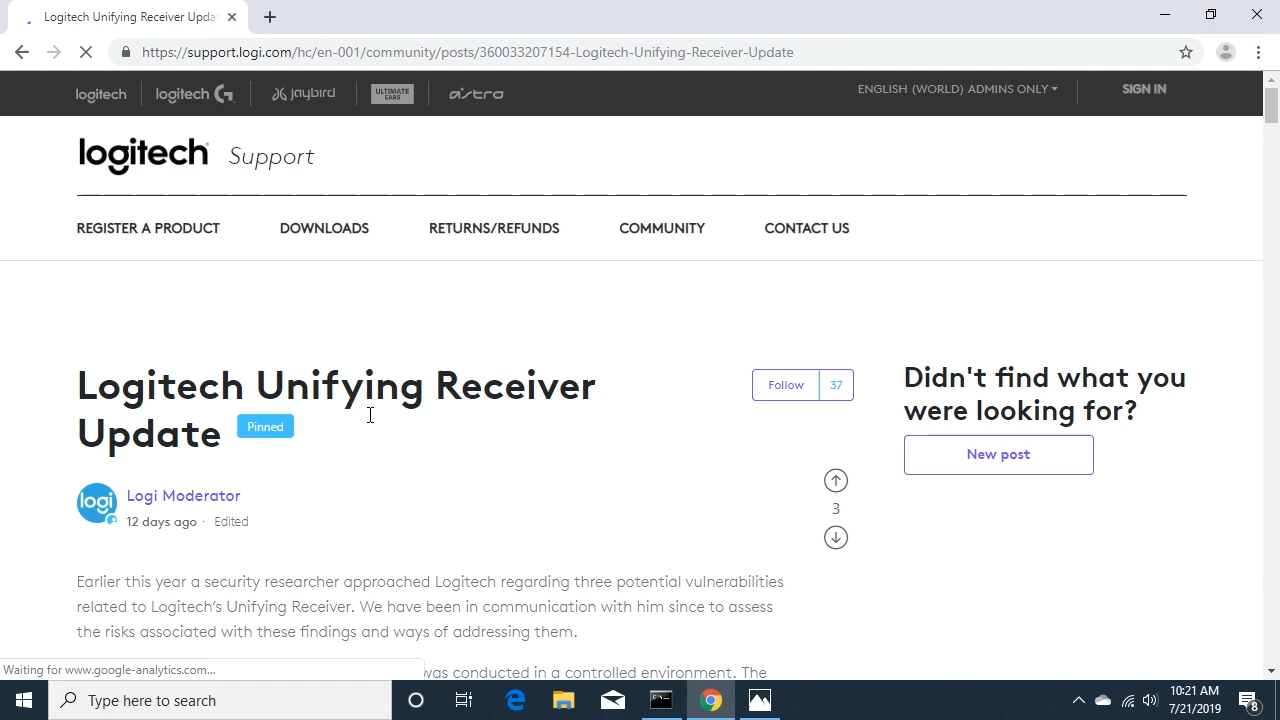 Logitech Unifying Receiver Upda
https://support.logi.com/hc/en-001/community/posts/360033207154-Logitech-Unifying-Receiver-Update
logitech
logitech G
Jaybird
ULTIMATE EARS
ASTRO
ENGLISH (WORLD) ADMINS ONLY
SIGN IN
logitech Support
REGISTER A PRODUCT DOWNLOADS RETURNS/REFUNDS COMMUNITY CONTACT US
Logitech Unifying Receiver
Update Pinned
Follow 37
Didn't find what you
were looking for?
New post
logi
Logi Moderator
12 days ago · Edited
3
Earlier this year a security researcher approached Logitech regarding three potential vulnerabilities
related to Logitech’s Unifying Receiver. We have been in communication with him since to assess
the risks associated with these findings and ways of addressing them.
was conducted in a controlled environment. The
Waiting for www.google-analytics.com...
Type here to search
10:21 AM
7/21/2019
8